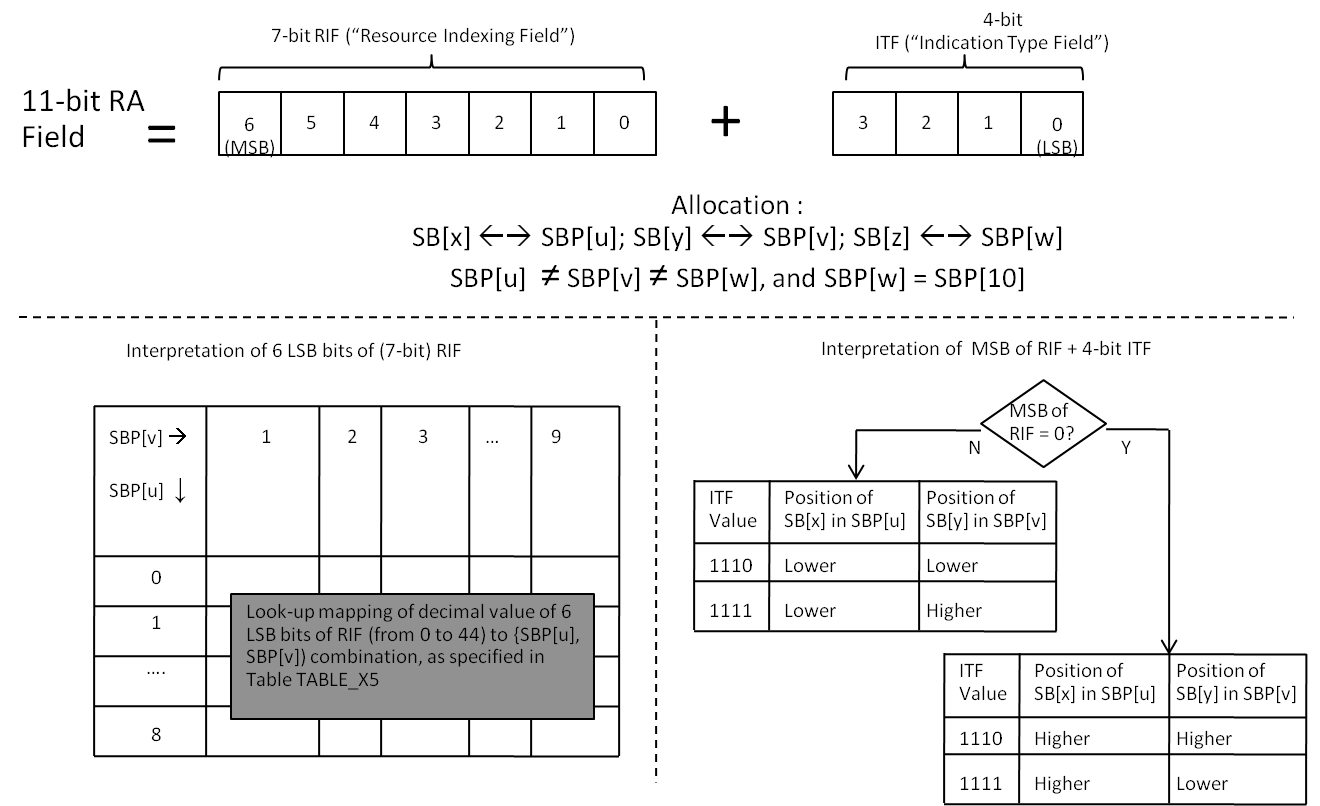 7-bit RIF (“Resource Indexing Field”)
4-bit
ITF (“Indication Type Field”)
11-bit RA
Field =
6
(MSB)
5
4
3
2
1
0
+
3
2
1
0
(LSB)
Allocation :
SB[x] ←→ SBP[u]; SB[y] ←→ SBP[v]; SB[z] ←→ SBP[w]
SBP[u] ≠ SBP[v] ≠ SBP[w], and SBP[w] = SBP[10]
Interpretation of 6 LSB bits of (7-bit) RIF
SBP[v] →
1
2
3
...
9
SBP[u] ↓
0
1
....
8
Look-up mapping of decimal value of 6
LSB bits of RIF (from 0 to 44) to {SBP[u],
SBP[v]) combination, as specified in
Table TABLE_X5
Interpretation of MSB of RIF + 4-bit ITF
MSB of
RIF = 0?
N
Y
ITF
Value
Position of
SB[x] in SBP[u]
Position of
SB[y] in SBP[v]
1110
Lower
Lower
1111
Lower
Higher
ITF
Value
Position of
SB[x] in SBP[u]
Position of
SB[y] in SBP[v]
1110
Higher
Higher
1111
Higher
Lower